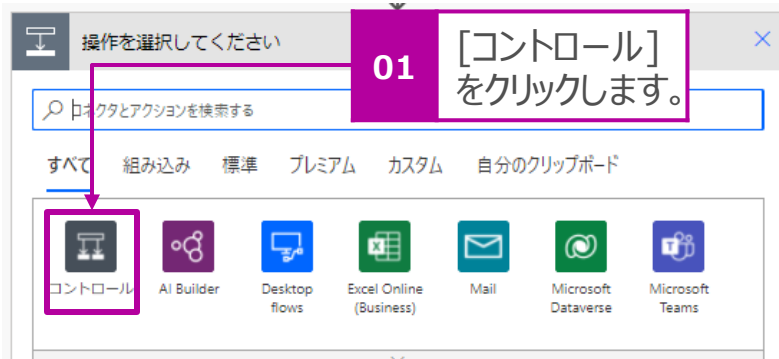 操作を選択してください
01
[コントロール]
をクリックします。
コネクタとアクションを検索する
すべて 組み込み 標準 プレミアム カスタム 自分のクリップボード
コントロール AI Builder Desktop flows Excel Online (Business) Mail Microsoft Dataverse Microsoft Teams